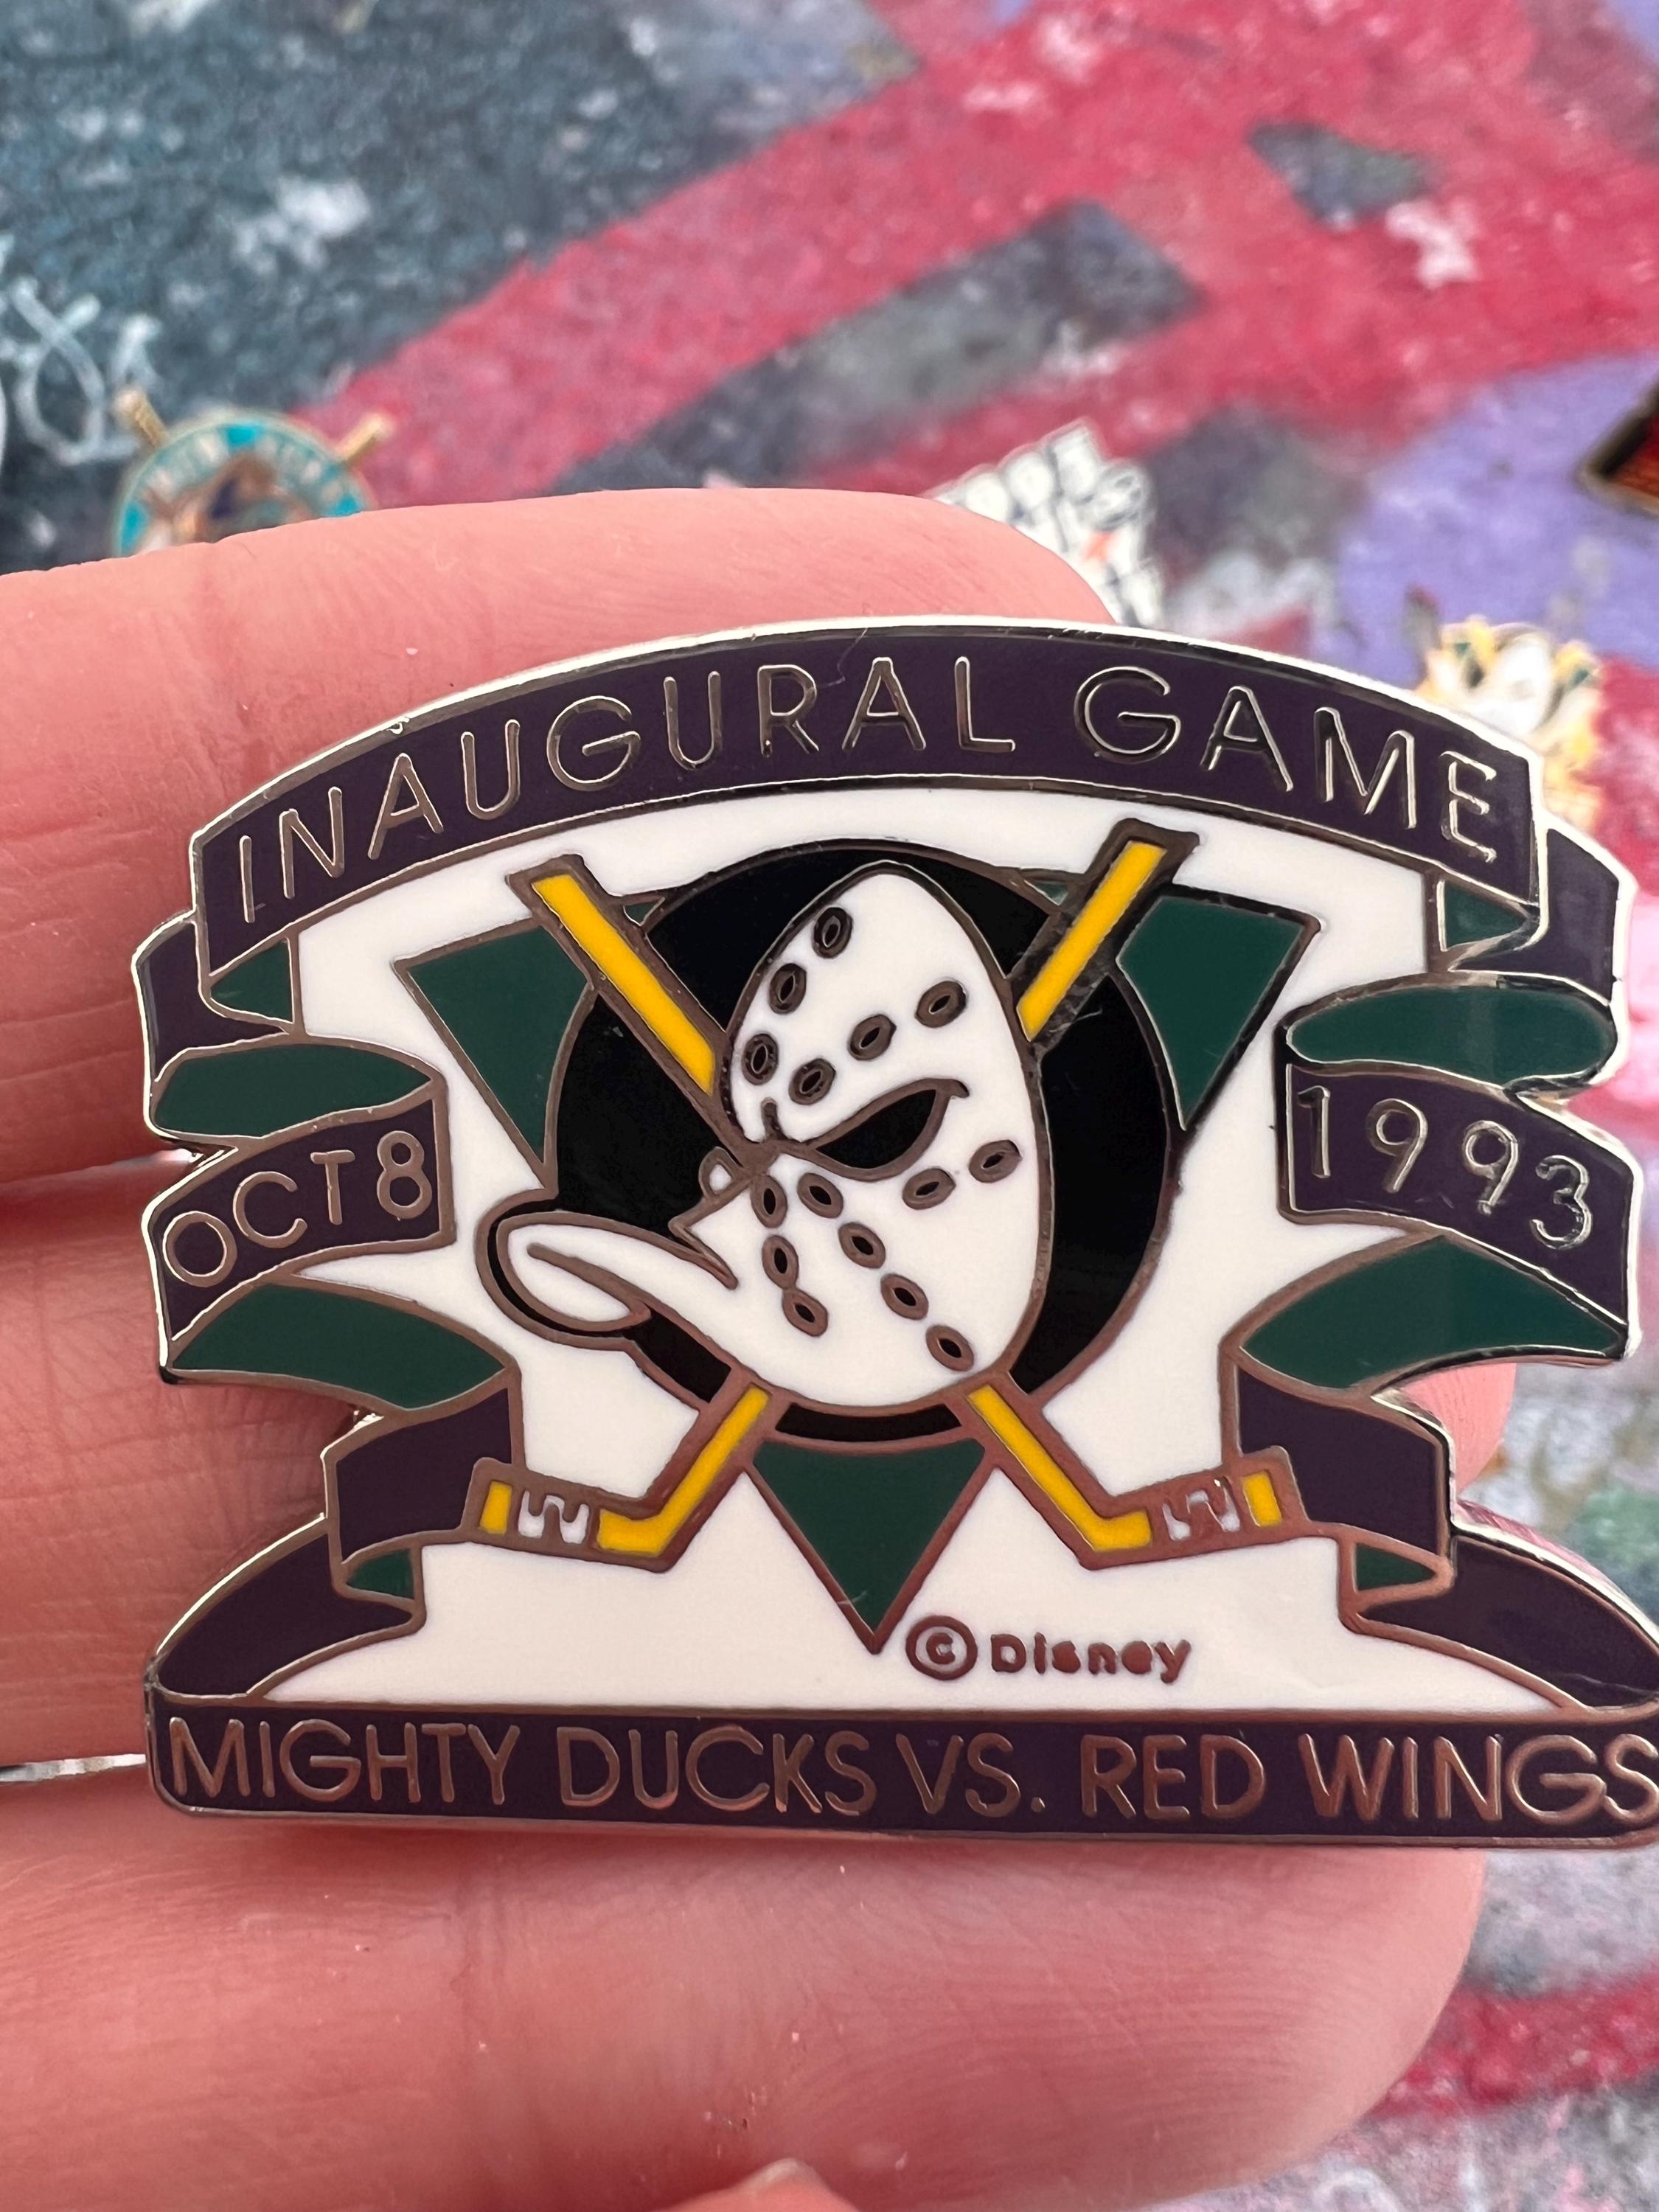 INAUGURAL GAME
OCT 8
1993
© Disney
MIGHTY DUCKS VS. RED WINGS